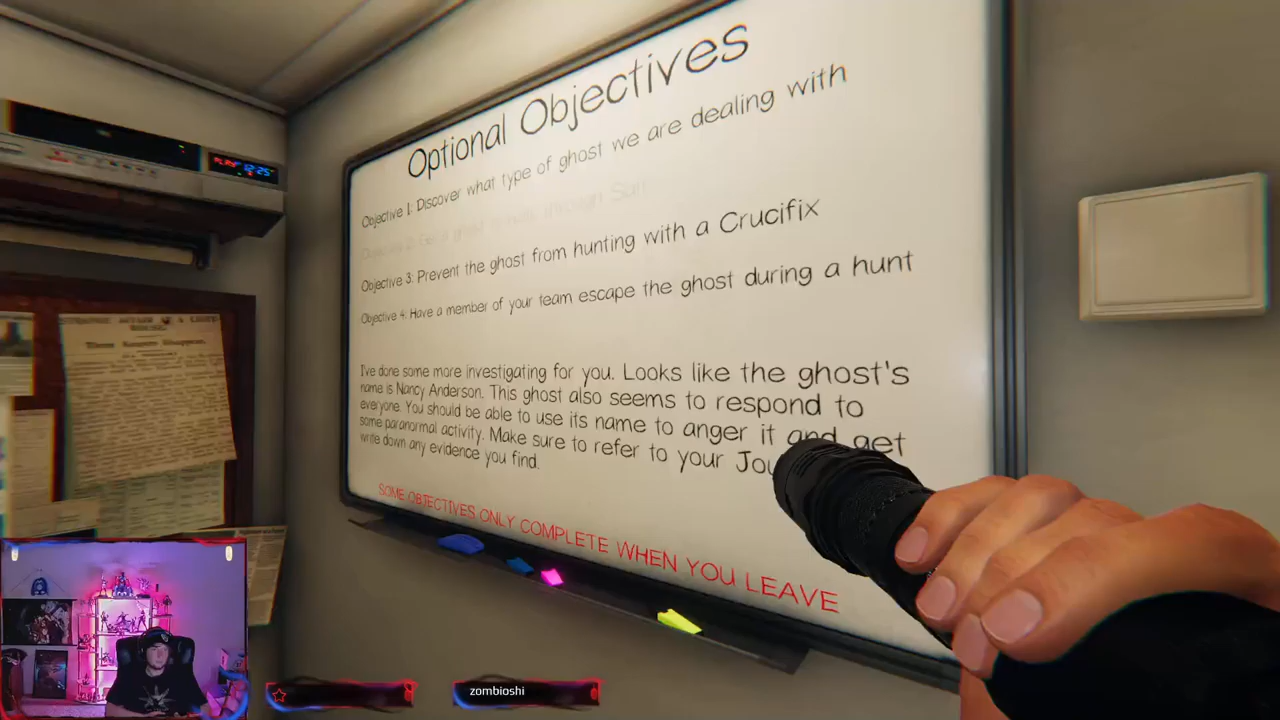 Optional Objectives
Objective 1: Discover what type of ghost we are dealing with
Objective 3: Prevent the ghost from hunting with a Crucifix
Objective 4: Have a member of your team escape the ghost during a hunt
I've done some more investigating for you. Looks like the ghost's
name is Nancy Anderson. This ghost also seems to respond to
everyone. You should be able to use its name to anger it and get
some paranormal activity. Make sure to refer to your
write down any evidence you find.
SOME OBJECTIVES ONLY COMPLETE WHEN YOU LEAVE
PLAY 12:25
zombioshi